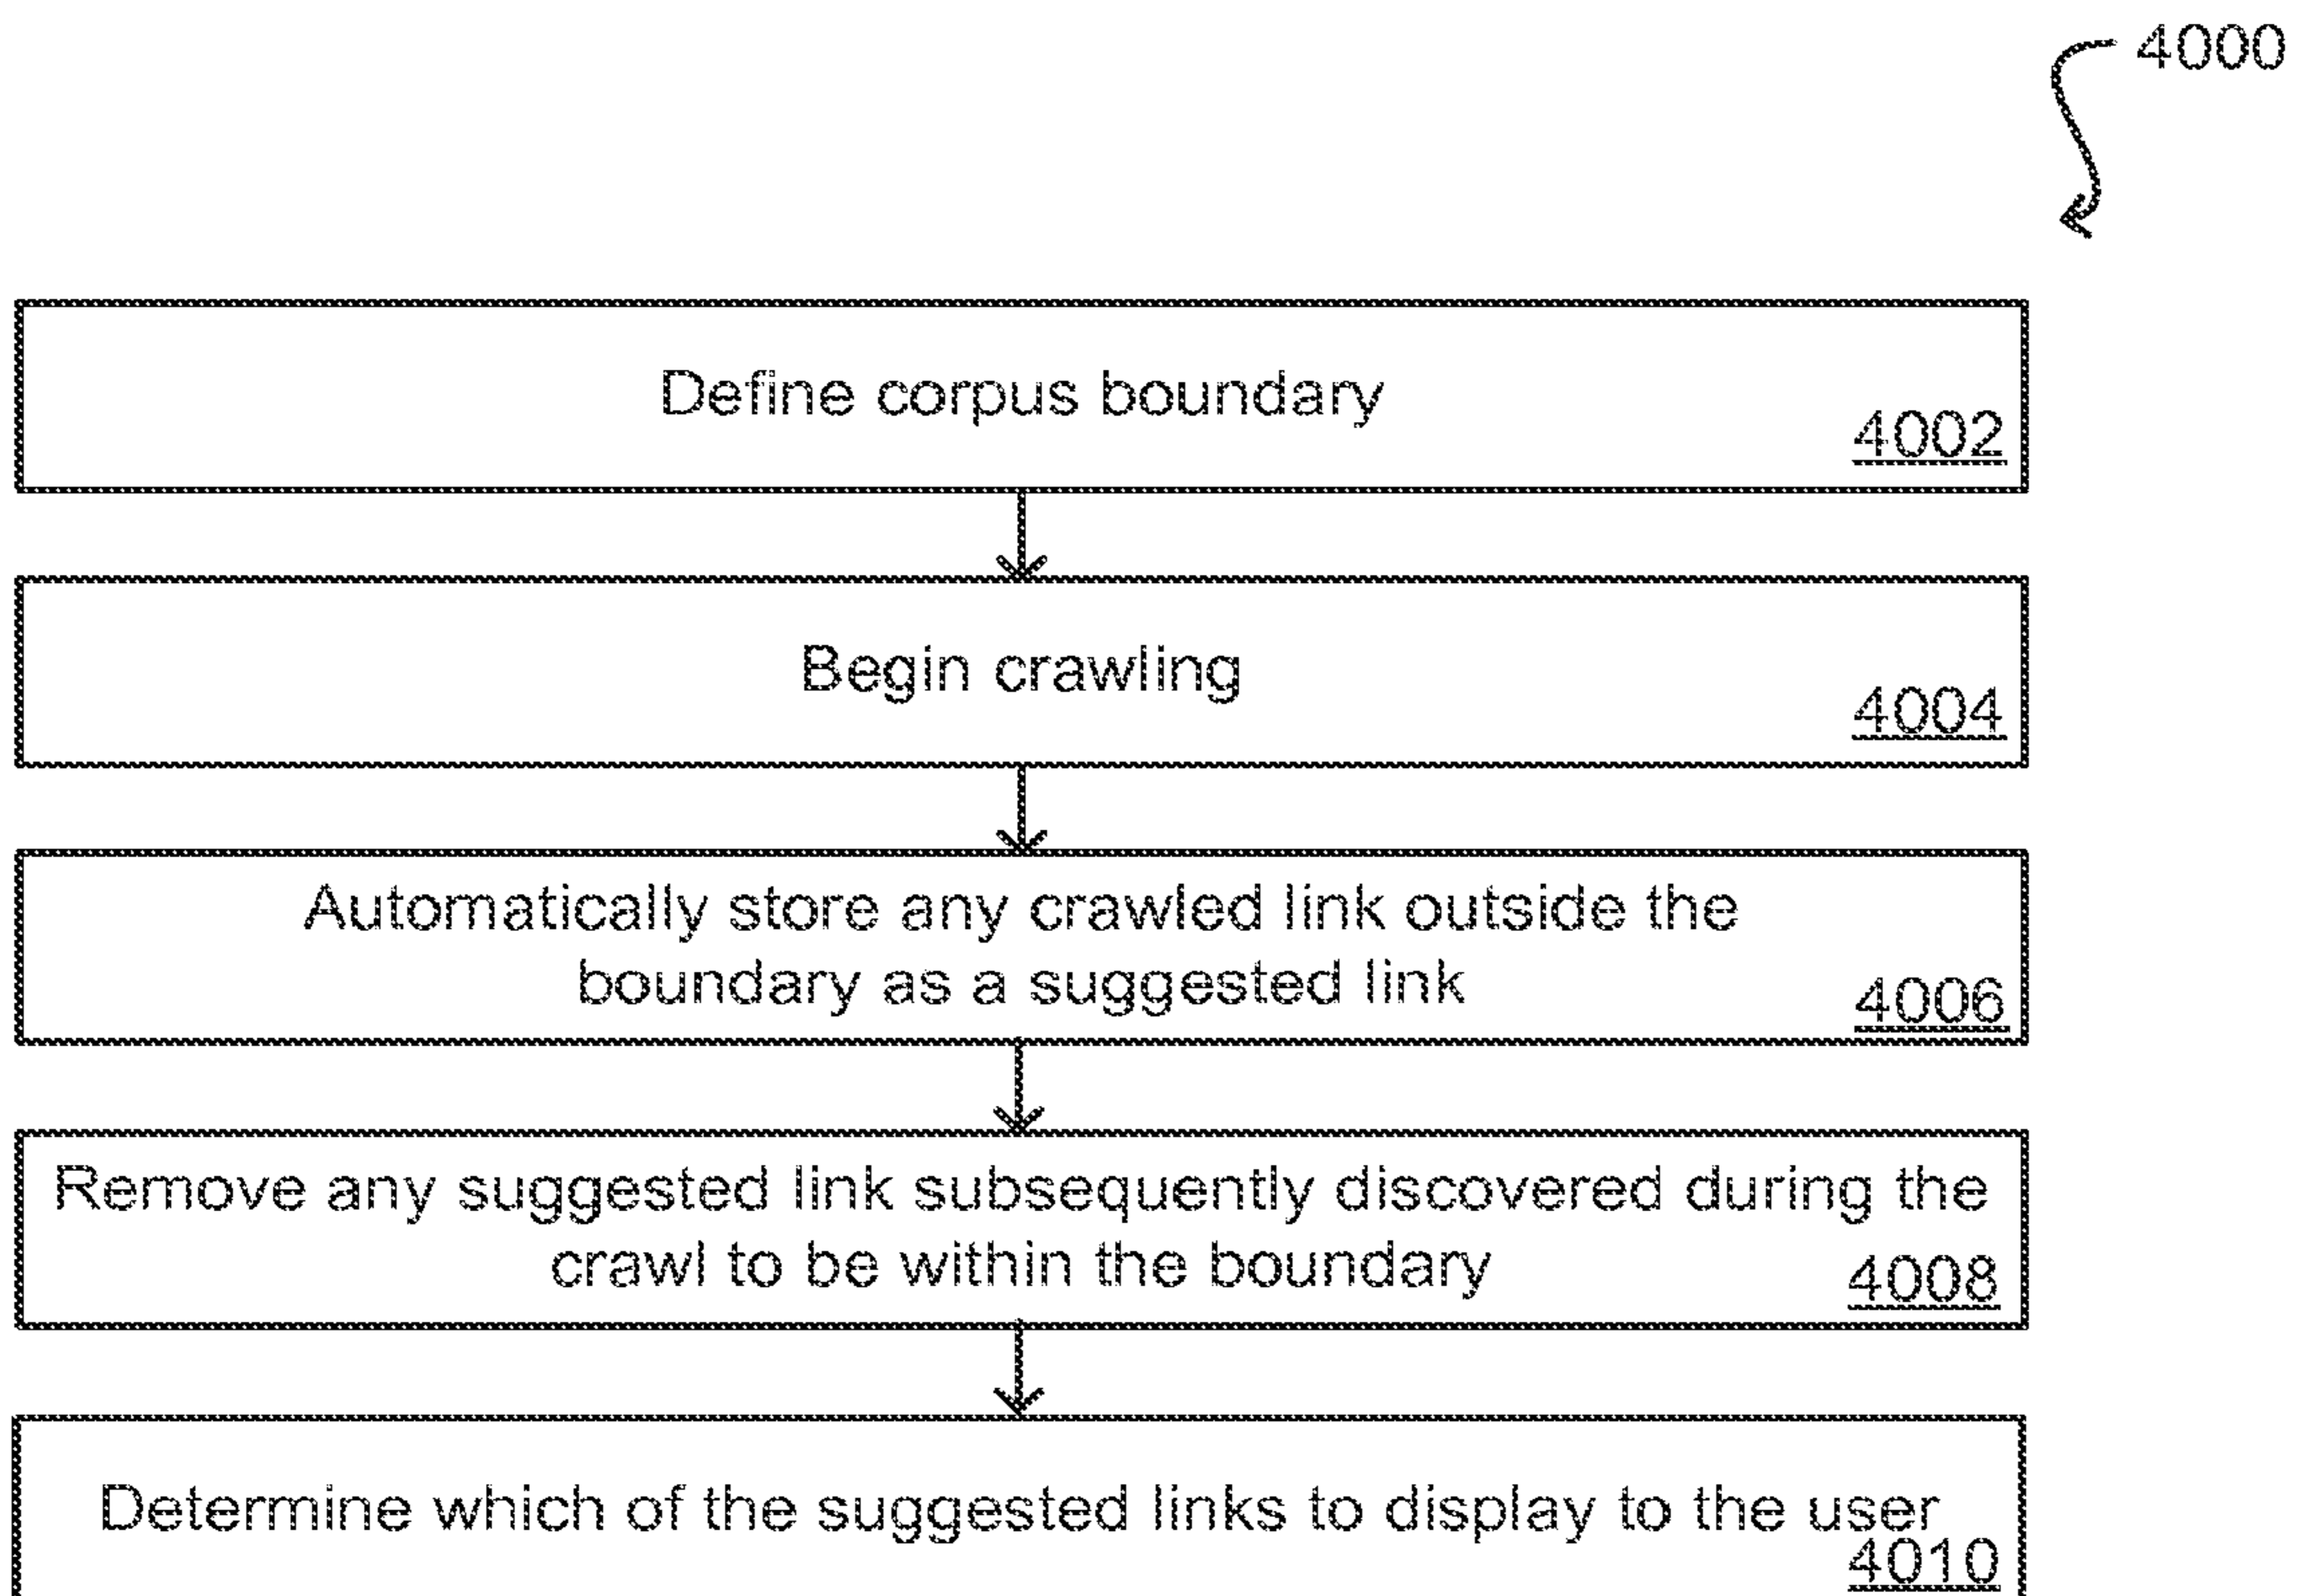 4000
Define corpus boundary
4002
Begin crawling
4004
Automatically store any crawled link outside the
boundary as a suggested link
4006
Remove any suggested link subsequently discovered during the
crawl to be within the boundary
4008
Determine which of the suggested links to display to the user
4010